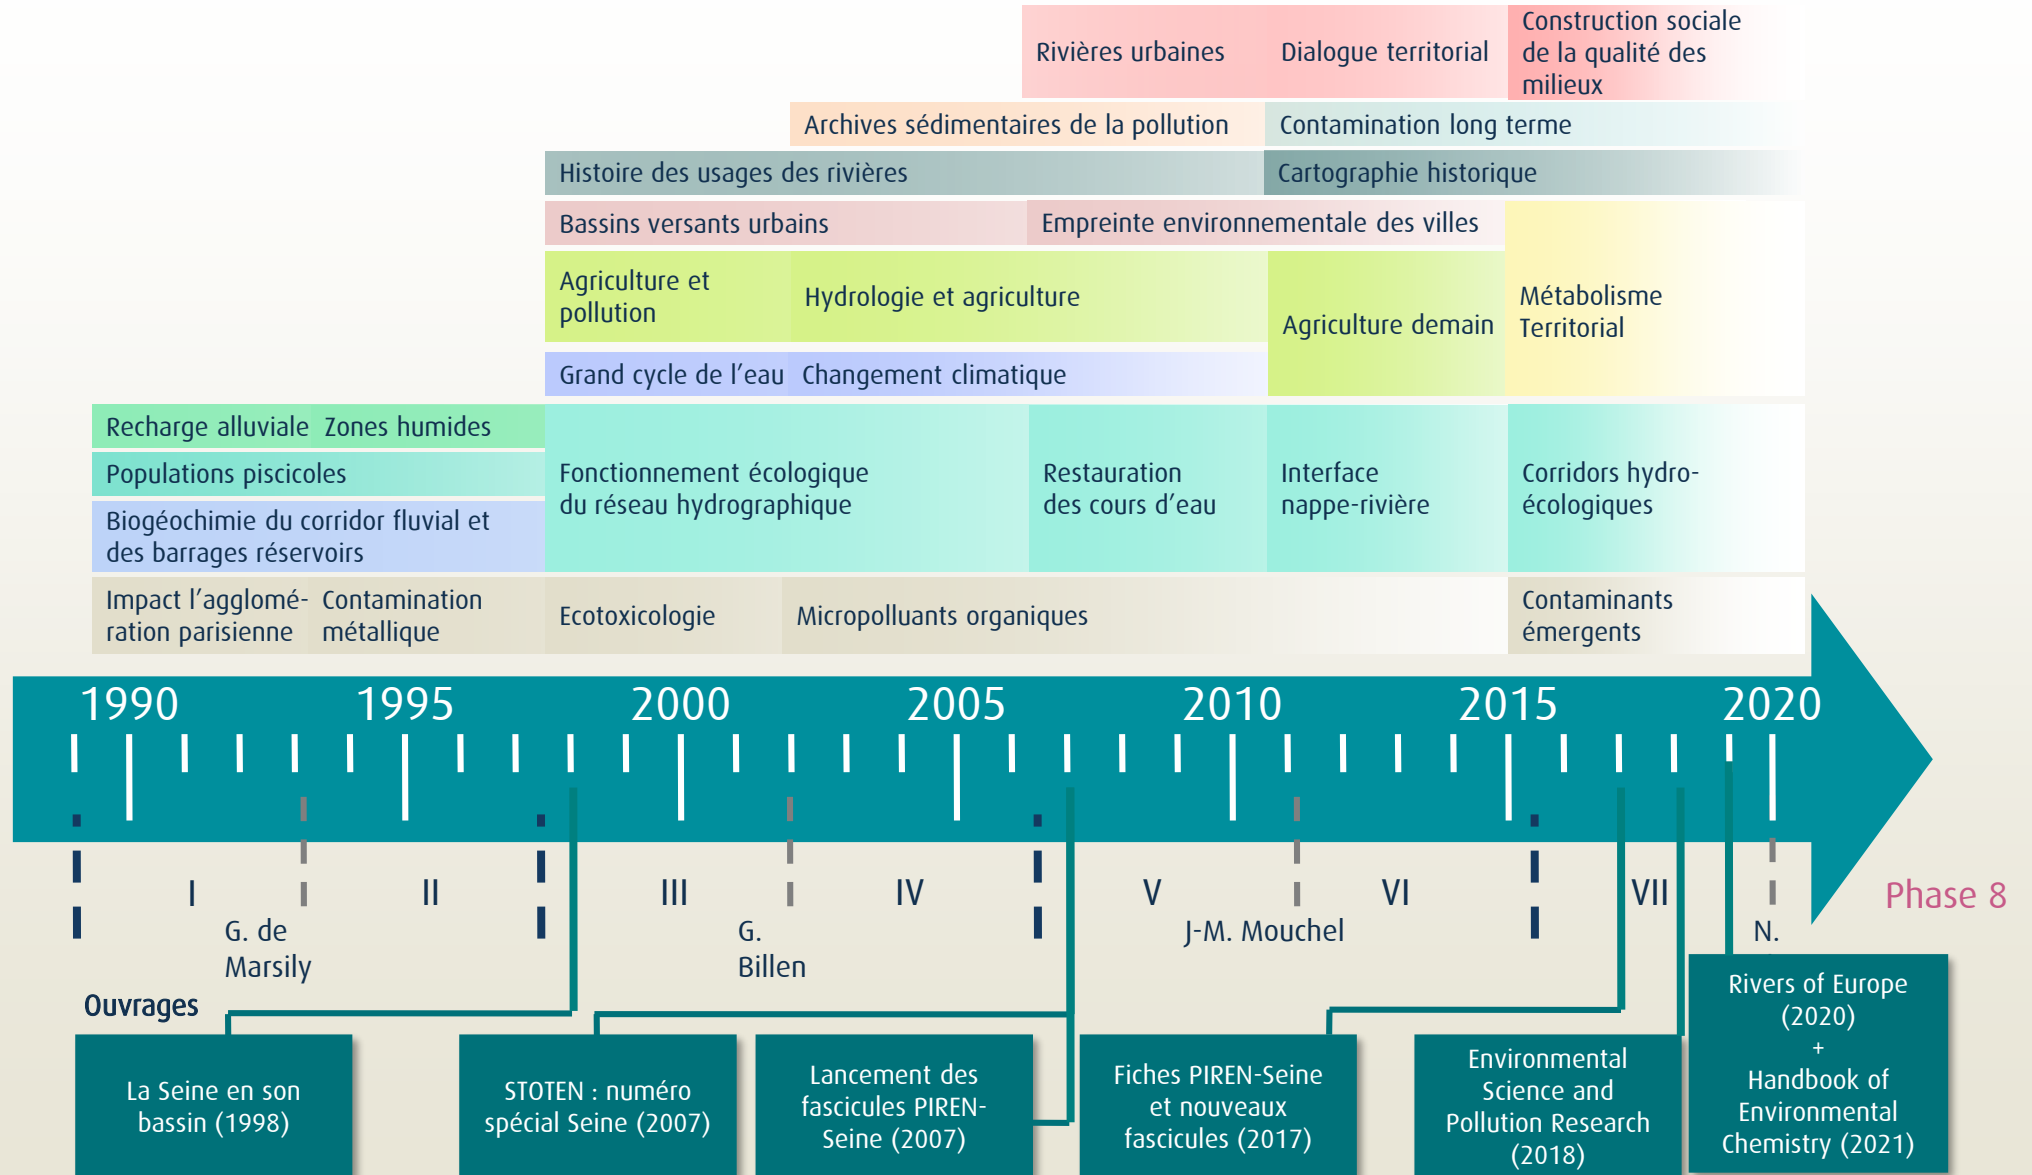 Rivières urbaines
Dialogue territorial
Construction sociale
de la qualité des
milieux
Archives sédimentaires de la pollution
Contamination long terme
Histoire des usages des rivières
Cartographie historique
Bassins versants urbains
Empreinte environnementale des villes
Agriculture et
pollution
Hydrologie et agriculture
Agriculture demain
Métabolisme
Territorial
Grand cycle de l'eau
Changement climatique
Recharge alluviale
Zones humides
Populations piscicoles
Biogéochimie du corridor fluvial et
des barrages réservoirs
Fonctionnement écologique
du réseau hydrographique
Restauration
des cours d'eau
Interface
nappe-rivière
Corridors hydro-
écologiques
Impact l'agglomé-
ration parisienne
Contamination
métallique
Ecotoxicologie
Micropolluants organiques
Contaminants
émergents
1990
1995
2000
2005
2010
2015
2020
I
II
III
IV
V
VI
VII
Phase 8
G. de
Marsily
G.
Billen
J-M. Mouchel
N.
Ouvrages
La Seine en son
bassin (1998)
STOTEN : numéro
spécial Seine (2007)
Lancement des
fascicules PIREN-
Seine (2007)
Fiches PIREN-Seine
et nouveaux
fascicules (2017)
Environmental
Science and
Pollution Research
(2018)
Rivers of Europe
(2020)
+
Handbook of
Environmental
Chemistry (2021)